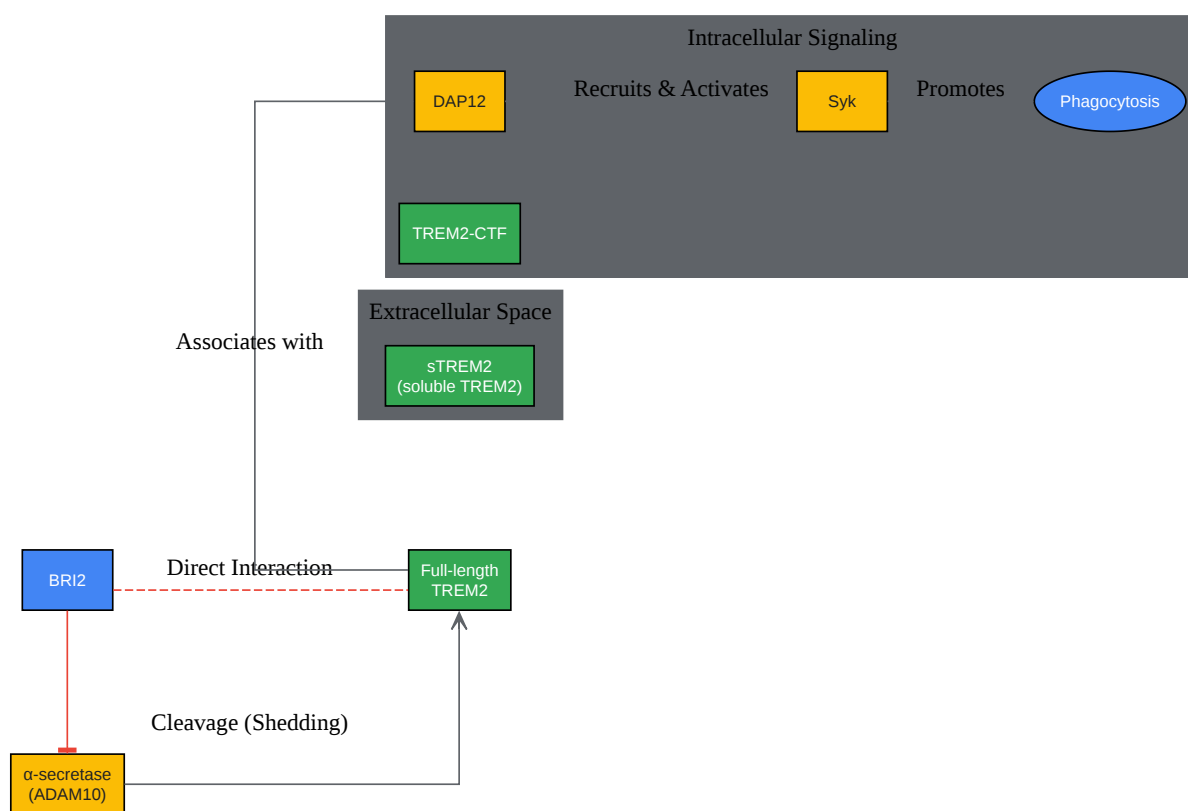 Intracellular Signaling
DAP12
Recruits & Activates
Syk
Promotes
Phagocytosis
TREM2-CTF
Extracellular Space
Associates with
sTREM2
(soluble TREM2)
BRI2
Direct Interaction
Full-length
TREM2
Cleavage (Shedding)
α-secretase
(ADAM10)